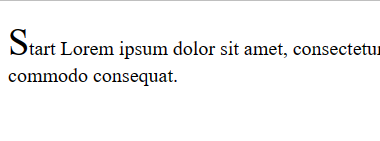 Start Lorem ipsum dolor sit amet, consectetur
commodo consequat.